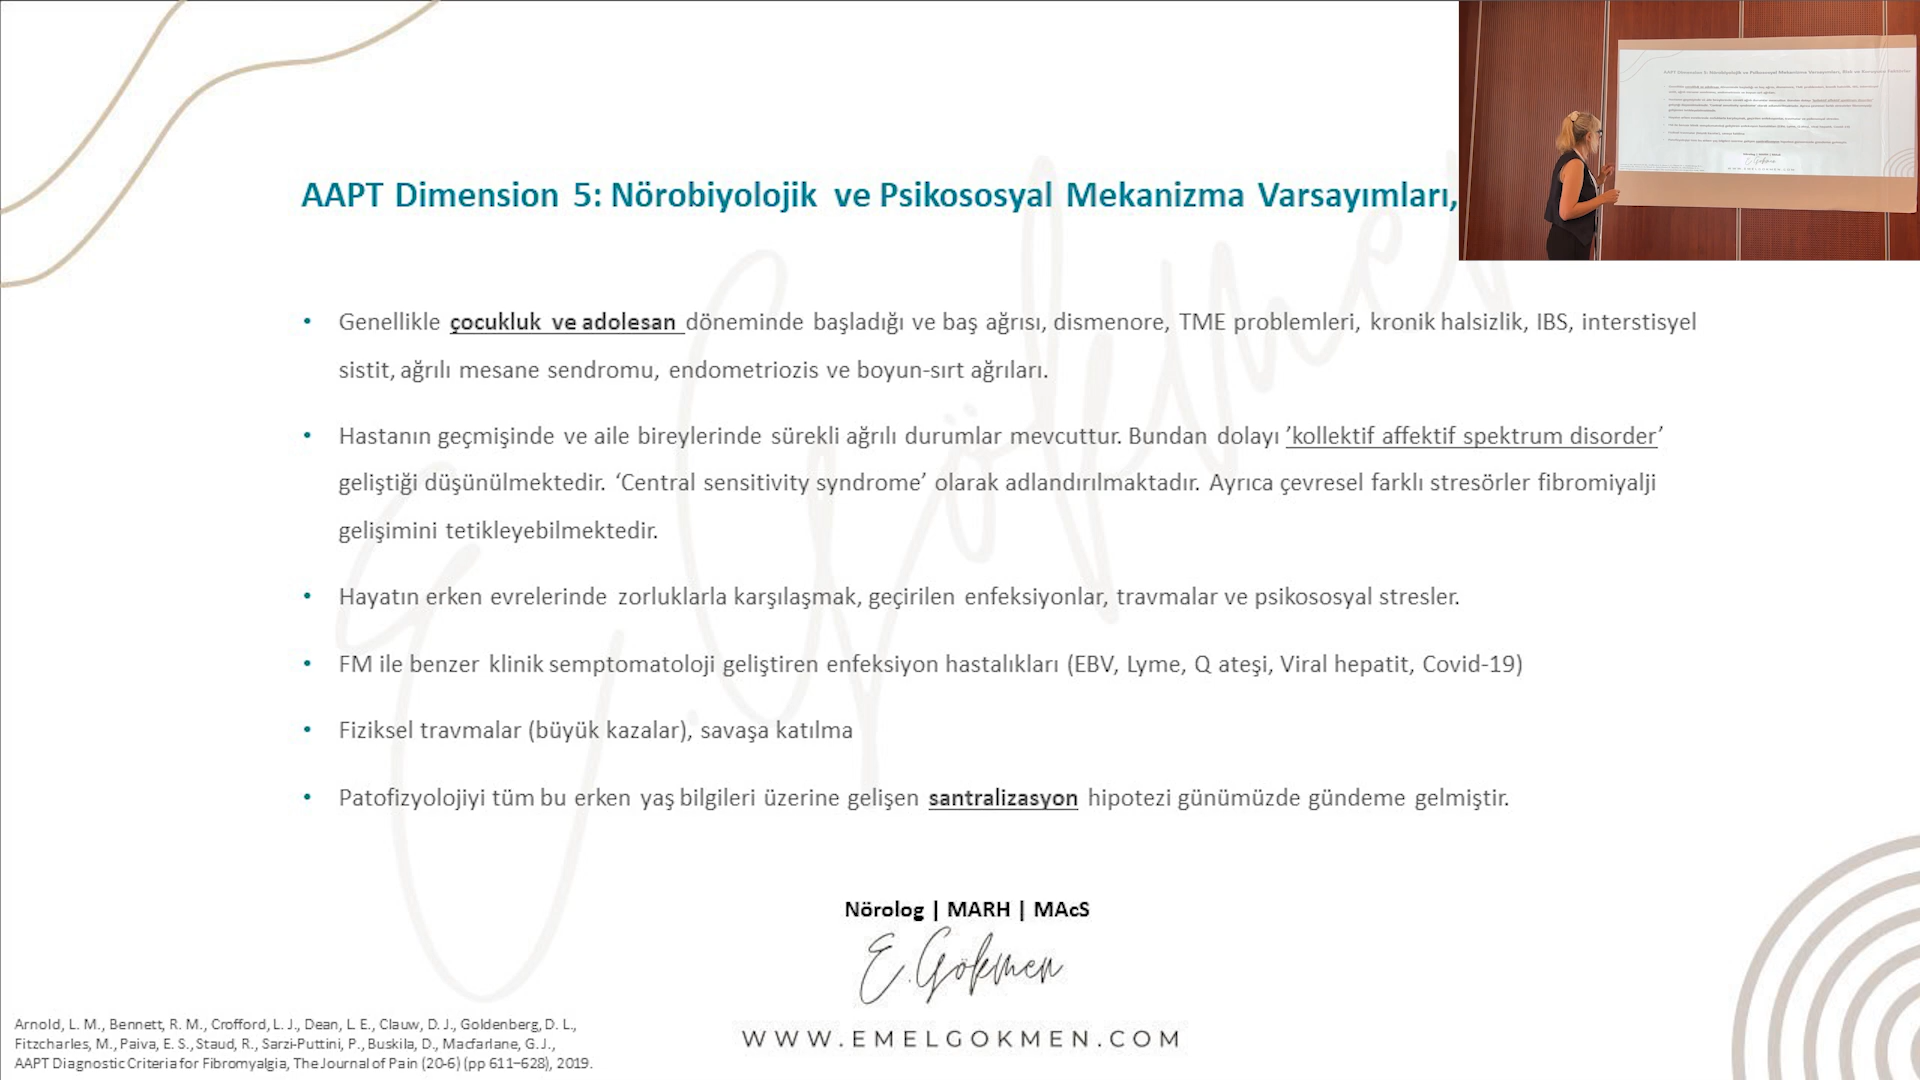 AAPT Dimension 5: Nörobiyolojik ve Psikososyal Mekanizma Varsayımları,
• Genellikle çocukluk ve adolesan döneminde başladığı ve baş ağrısı, dismenore, TME problemleri, kronik halsizlik, IBS, interstisyel
sistit, ağrılı mesane sendromu, endometriozis ve boyun-sırt ağrıları.
• Hastanın geçmişinde ve aile bireylerinde sürekli ağrılı durumlar mevcuttur. Bundan dolayı ’kollektif affektif spektrum disorder’
geliştiği düşünülmektedir. ‘Central sensitivity syndrome’ olarak adlandırılmaktadır. Ayrıca çevresel farklı stresörler fibromiyalji
gelişimini tetikleyebilmektedir.
• Hayatın erken evrelerinde zorluklarla karşılaşmak, geçirilen enfeksiyonlar, travmalar ve psikososyal stresler.
• FM ile benzer klinik semptomatoloji geliştiren enfeksiyon hastalıkları (EBV, Lyme, Q ateşi, Viral hepatit, Covid-19)
• Fiziksel travmalar (büyük kazalar), savaşa katılma
• Patofizyolojiyi tüm bu erken yaş bilgileri üzerine gelişen santralizasyon hipotezi günümüzde gündeme gelmiştir.
Nörolog | MARH | MAcS
E.Gökmen
WWW.EMELGOKMEN.COM
Arnold, L. M., Bennett, R. M., Crofford, L. J., Dean, L. E., Clauw, D. J., Goldenberg, D. L.,
Fitzcharles, M., Paiva, E. S., Staud, R., Sarzi-Puttini, P., Buskila, D., Macfarlane, G. J.,
AAPT Diagnostic Criteria for Fibromyalgia, The Journal of Pain (20-6) (pp 611–628), 2019.